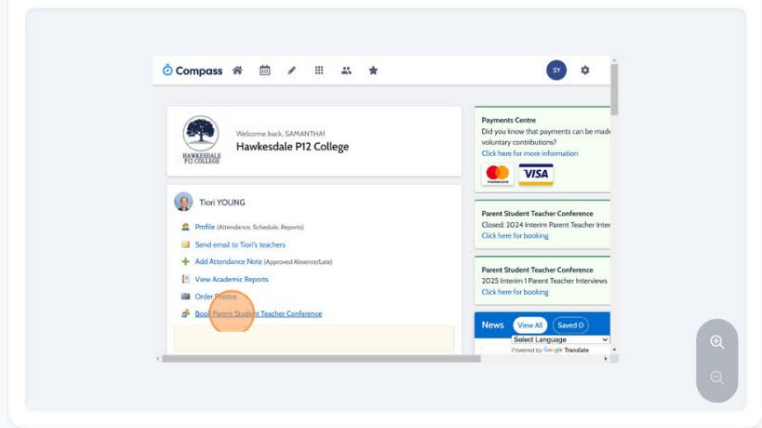 Compass
SY
HAWKESDALE
P12 COLLEGE
Welcome back, SAMANTHA!
Hawkesdale P12 College
Tiori YOUNG
Profile (Attendance, Schedule, Reports)
Send email to Tiori's teachers
Add Attendance Note (Approved Absence/Late)
View Academic Reports
Order Photos
Book Parent Student Teacher Conference
Payments Centre
Did you know that payments can be made
voluntary contributions?
Click here for more information
mastercard
VISA
Parent Student Teacher Conference
Closed: 2024 Interim Parent Teacher Inter
Click here for booking
Parent Student Teacher Conference
2025 Interim 1 Parent Teacher Interviews
Click here for booking
News
View All
Saved 0
Select Language
Powered by Google Translate